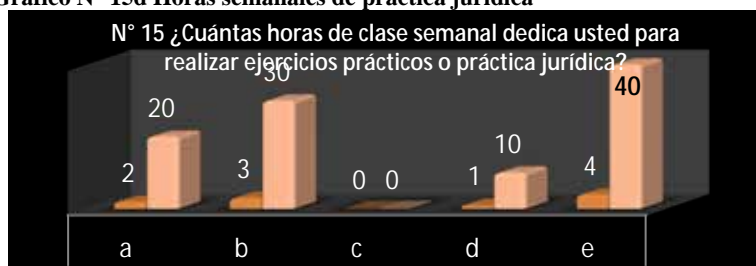 Gráfico N° 15d Horas semanales de práctica jurídica
N° 15 ¿Cuántas horas de clase semanal dedica usted para
realizar ejercicios prácticos o práctica jurídica?
2 20 3 30 0 0 1 10 4 40
a b c d e